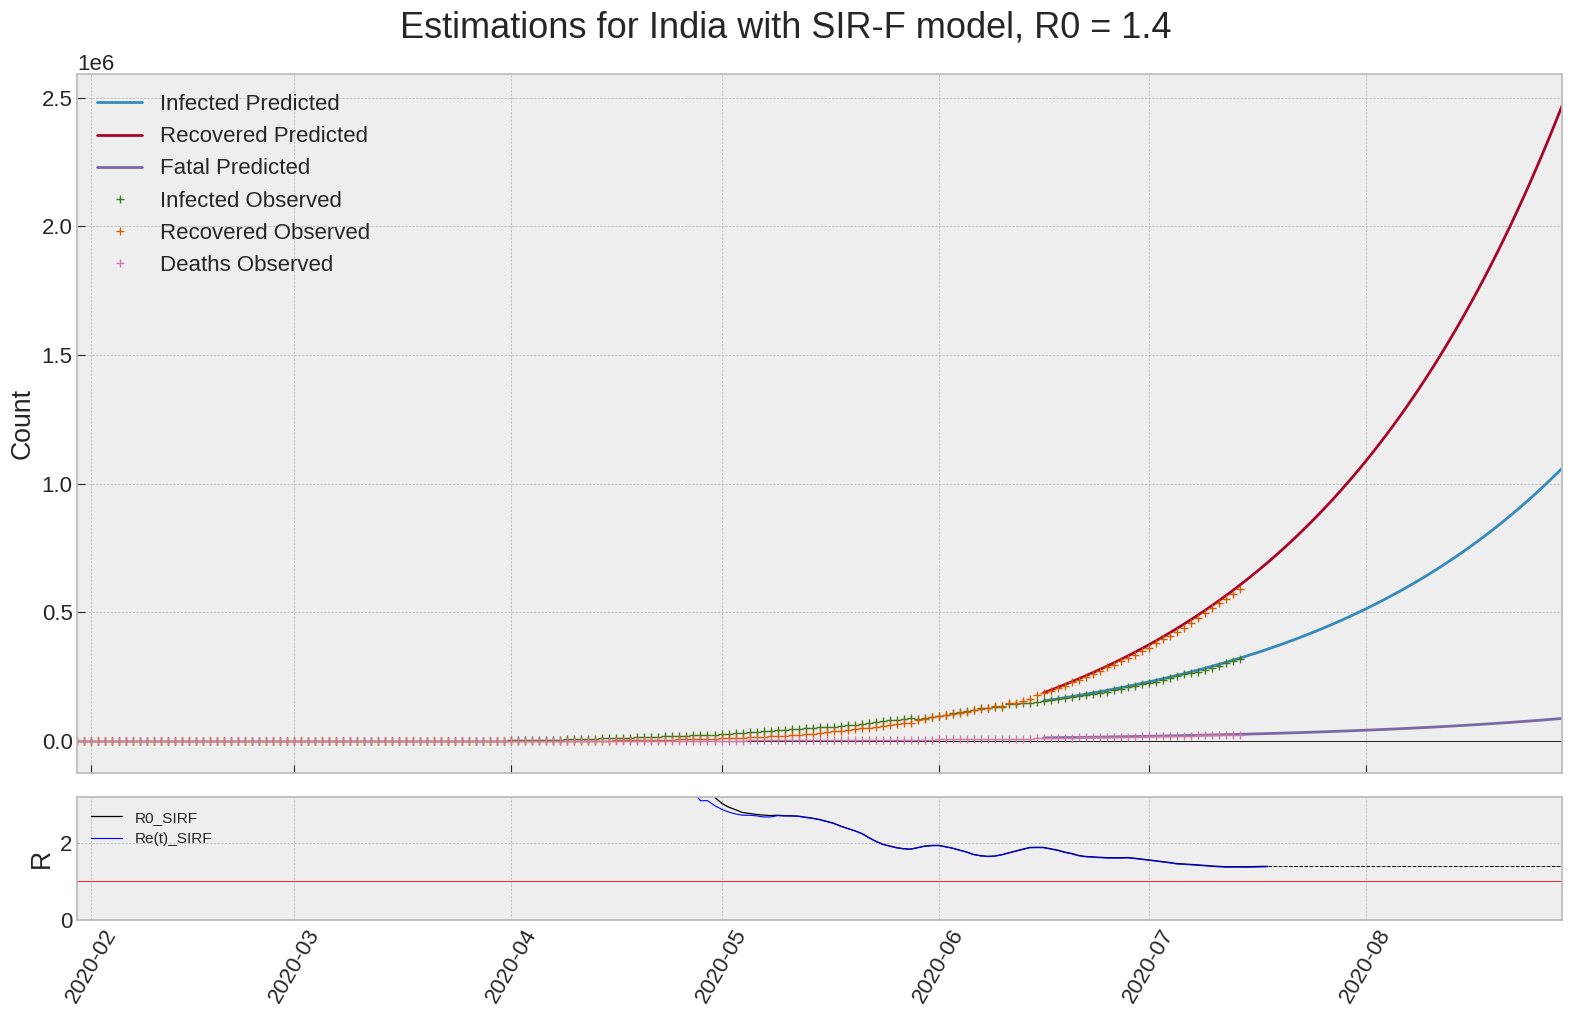 Estimations for India with SIR-F model, R0 = 1.4
1e6
2.5
2.0
1.5
1.0
0.5
0.0
Count
Infected Predicted
Recovered Predicted
Fatal Predicted
Infected Observed
Recovered Observed
Deaths Observed
R0_SIRF
Re(t)_SIRF
R
2
0
2020-02
2020-03
2020-04
2020-05
2020-06
2020-07
2020-08